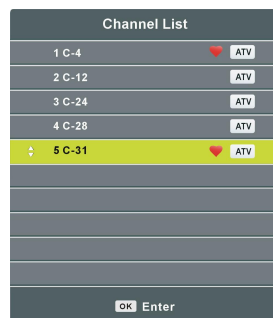 Channel List
1 C-4 ATV
2 C-12 ATV
3 C-24 ATV
4 C-28 ATV
5 C-31 ATV
OK Enter